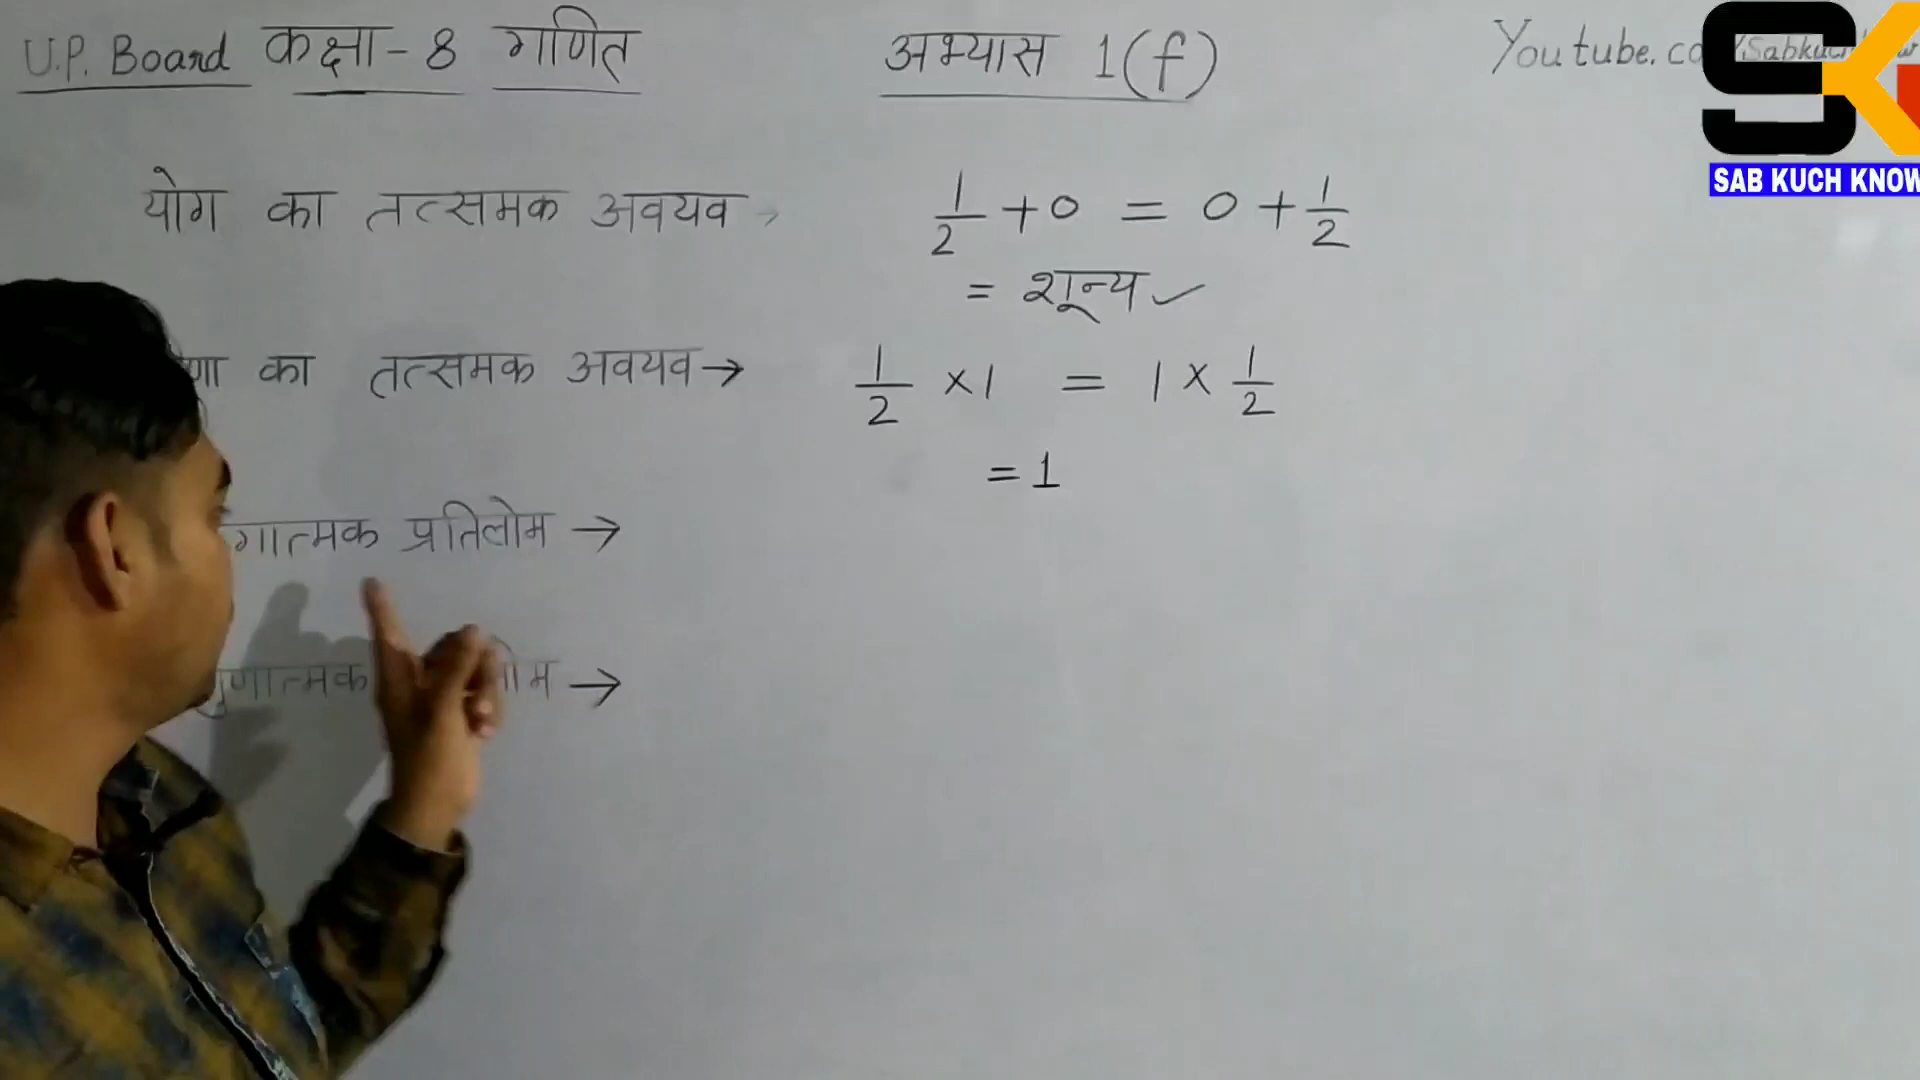 U.P. Board कक्षा - 8 गणित
अभ्यास 1(f)
Youtube.co
SK
SAB KUCH KNOW
योग का तत्समक अवयव → 1/2 + 0 = 0 + 1/2
= शून्य ✓
का तत्समक अवयव → 1/2 × 1 = 1 × 1/2
= 1
गात्मक प्रतिलोम →
गुणात्मक →